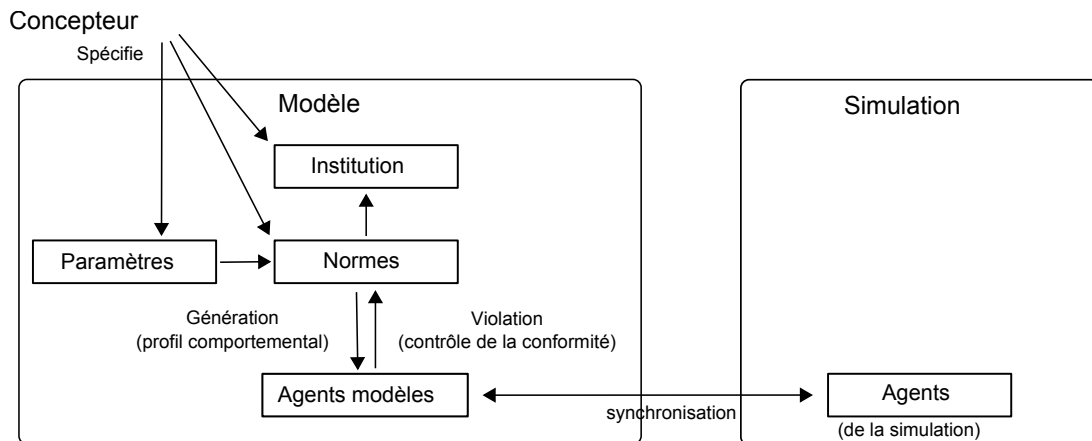 Concepteur
Spécifie
Modèle
Simulation
Institution
Paramètres
Normes
Génération
(profil comportemental)
Violation
(contrôle de la conformité)
Agents modèles
synchronisation
Agents
(de la simulation)